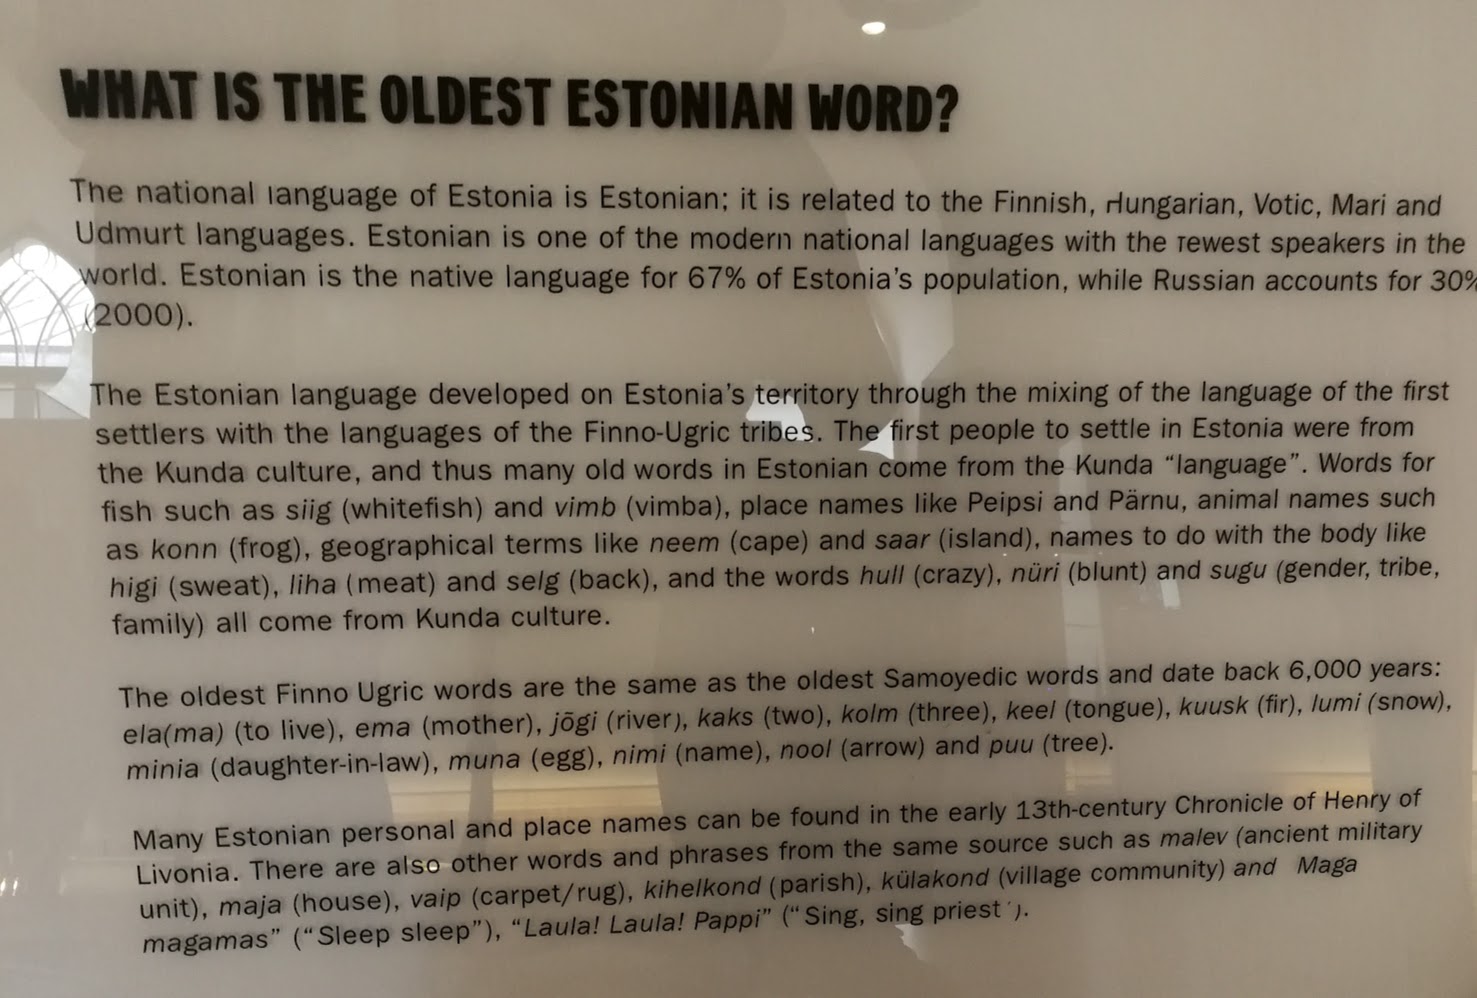 WHAT IS THE OLDEST ESTONIAN WORD?
The national language of Estonia is Estonian; it is related to the Finnish, Hungarian, Votic, Mari and
Udmurt languages. Estonian is one of the modern national languages with the fewest speakers in the
world. Estonian is the native language for 67% of Estonia's population, while Russian accounts for 30%
(2000).
The Estonian language developed on Estonia's territory through the mixing of the language of the first
settlers with the languages of the Finno-Ugric tribes. The first people to settle in Estonia were from
the Kunda culture, and thus many old words in Estonian come from the Kunda “language”. Words for
fish such as siig (whitefish) and vimb (vimba), place names like Peipsi and Pärnu, animal names such
as konn (frog), geographical terms like neem (cape) and saar (island), names to do with the body like
higi (sweat), liha (meat) and selg (back), and the words hull (crazy), nüri (blunt) and sugu (gender, tribe,
family) all come from Kunda culture.
The oldest Finno Ugric words are the same as the oldest Samoyedic words and date back 6,000 years:
ela(ma) (to live), ema (mother), jõgi (river), kaks (two), kolm (three), keel (tongue), kuusk (fir), lumi (snow),
minia (daughter-in-law), muna (egg), nimi (name), nool (arrow) and puu (tree).
Many Estonian personal and place names can be found in the early 13th-century Chronicle of Henry of
Livonia. There are also other words and phrases from the same source such as malev (ancient military
unit), maja (house), vaip (carpet/rug), kihelkond (parish), külakond (village community) and Maga
magamas” (“Sleep sleep”), “Laula! Laula! Pappi” (“Sing, sing priest').